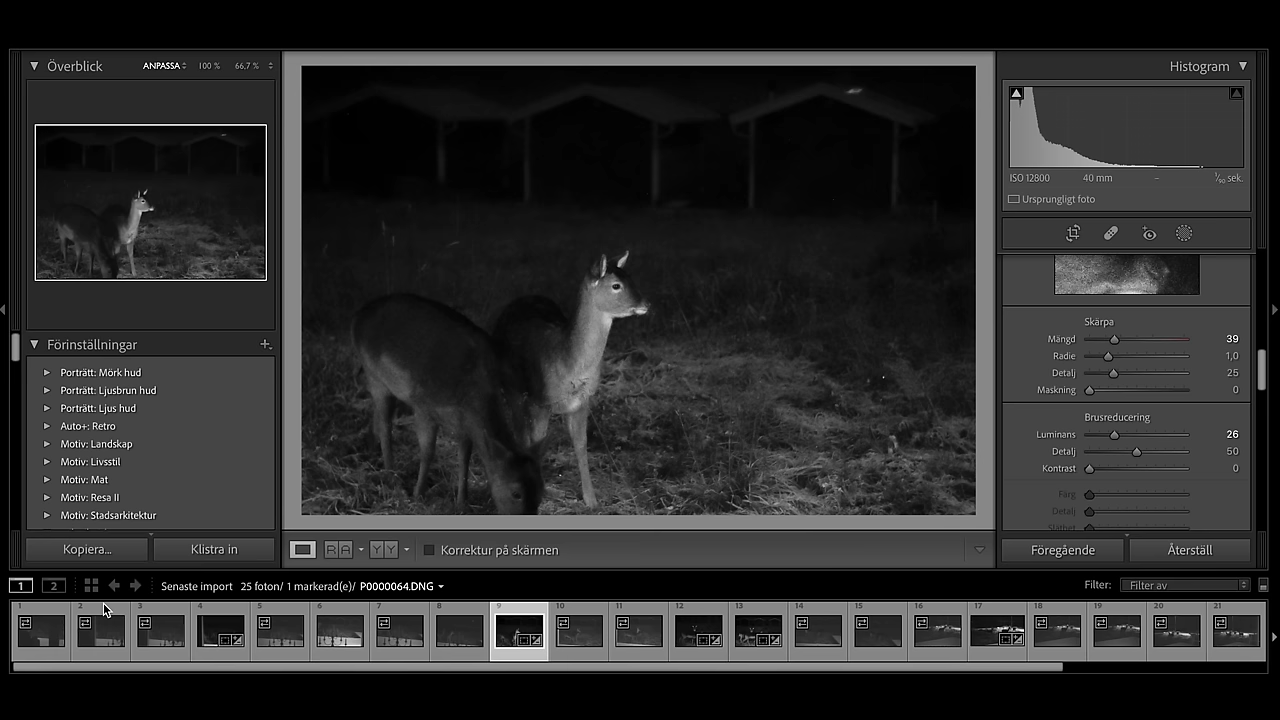 Överblick ANPASSA 100 % 66.7 %
Förinställningar
Porträtt: Mörk hud
Porträtt: Ljusbrun hud
Porträtt: Ljus hud
Auto+: Retro
Motiv: Landskap
Motiv: Livsstil
Motiv: Mat
Motiv: Resa II
Motiv: Stadsarkitektur
Kopiera... Klistra in
R A Y Y Korrektur på skärmen
Histogram
ISO 12800 40 mm – 1/90 sek.
Ursprungligt foto
Skärpa
Mängd 39
Radie 1,0
Detalj 25
Maskning 0
Brusreducering
Luminans 26
Detalj 50
Kontrast 0
Färg
Detalj
Släthet
Föregående Återställ
1 2 Senaste import 25 foton/ 1 markerad(e)/ P0000064.DNG Filter: Filter av
1 2 3 4 5 6 7 8 9 10 11 12 13 14 15 16 17 18 19 20 21